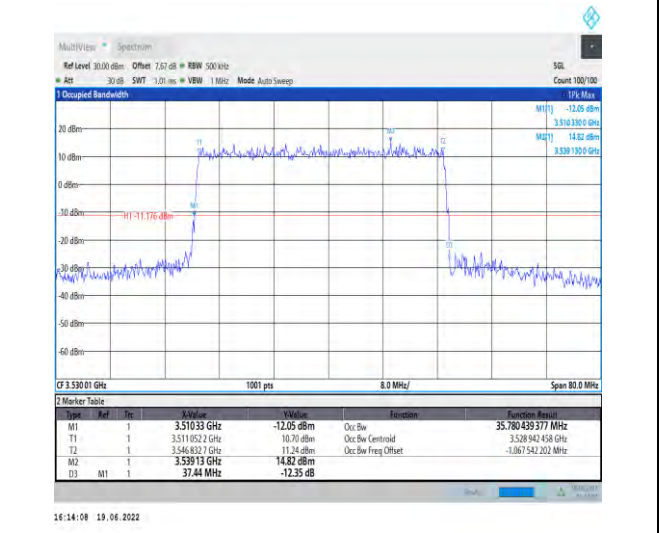 MultiView Spectrum
Ref Level 30.00 dBm Offset 7.67 dB RBW 500 kHz SGL
Att 30 dB SWT 1.01 ms VBW 1 MHz Mode Auto Sweep Count 100/100
1 Occupied Bandwidth 1Pk Max
M1[1] -12.05 dBm
3.510 330 0 GHz
M2[1] 14.82 dBm
3.539 130 0 GHz
20 dBm
T1 M2 T2
10 dBm
0 dBm
M1
-10 dBm
H1 -11.176 dBm
-20 dBm
D3
-30 dBm
-40 dBm
-50 dBm
-60 dBm
CF 3.530 01 GHz 1001 pts 8.0 MHz/ Span 80.0 MHz
2 Marker Table
Type Ref Trc X-Value Y-Value Function Function Result
M1 1 3.510 33 GHz -12.05 dBm Occ Bw 35.780 439 377 MHz
T1 1 3.511 052 2 GHz 10.70 dBm Occ Bw Centroid 3.528 942 458 GHz
T2 1 3.546 832 7 GHz 11.24 dBm Occ Bw Freq Offset -1.067 542 202 MHz
M2 1 3.539 13 GHz 14.82 dBm
D3 M1 1 37.44 MHz -12.35 dB
16:14:08 19.06.2022